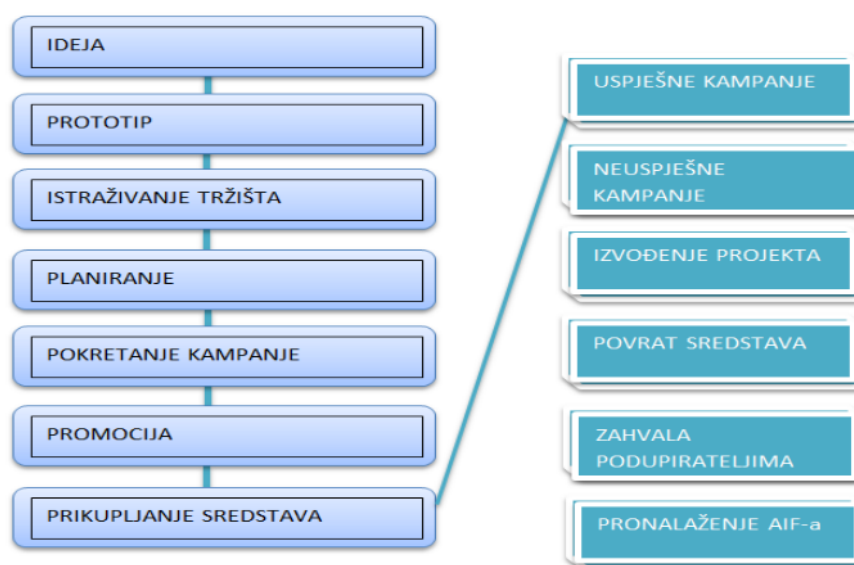 IDEJA
PROTOTIP
ISTRAŽIVANJE TRŽIŠTA
PLANIRANJE
POKRETANJE KAMPANJE
PROMOCIJA
PRIKUPLJANJE SREDSTAVA
USPJEŠNE KAMPANJE
NEUSPJEŠNE
KAMPANJE
IZVOĐENJE PROJEKTA
POVRAT SREDSTAVA
ZAHVALA
PODUPIRATELJIMA
PRONALAŽENJE AIF-a